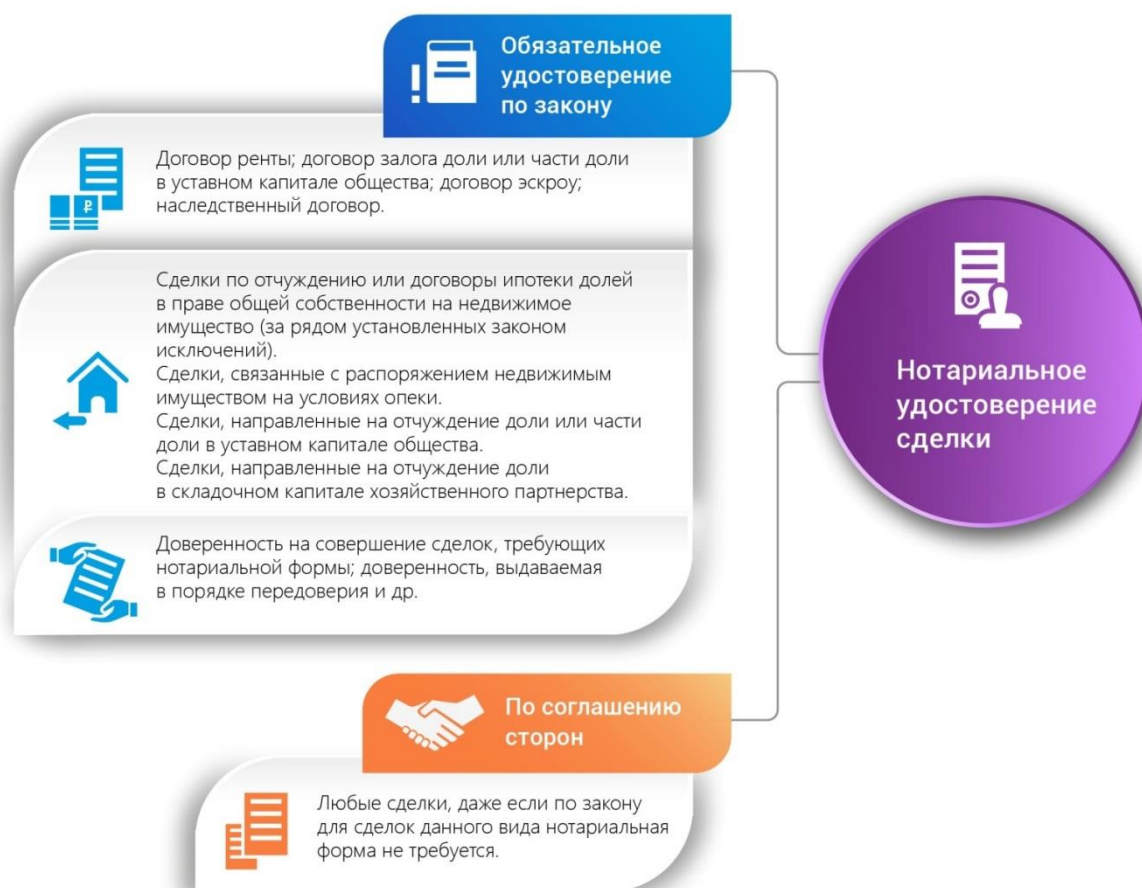 Обязательное
удостоверение
по закону
Договор ренты; договор залога доли или части доли
в уставном капитале общества; договор эскроу;
наследственный договор.
Сделки по отчуждению или договоры ипотеки долей
в праве общей собственности на недвижимое
имущество (за рядом установленных законом
исключений).
Сделки, связанные с распоряжением недвижимым
имуществом на условиях опеки.
Сделки, направленные на отчуждение доли или части
доли в уставном капитале общества.
Сделки, направленные на отчуждение доли
в складочном капитале хозяйственного партнерства.
Доверенность на совершение сделок, требующих
нотариальной формы; доверенность, выдаваемая
в порядке передоверия и др.
Нотариальное
удостоверение
сделки
По соглашению
сторон
Любые сделки, даже если по закону
для сделок данного вида нотариальная
форма не требуется.